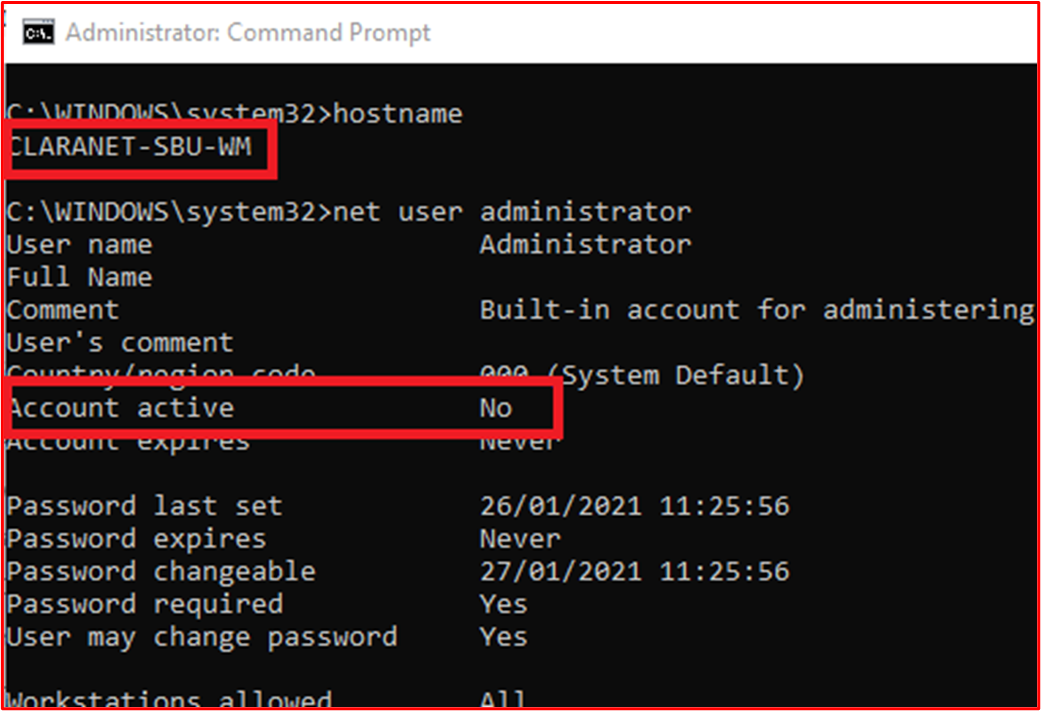 Administrator: Command Prompt
C:\WINDOWS\system32>hostname
CLARANET-SBU-WM
C:\WINDOWS\system32>net user administrator
User name Administrator
Full Name
Comment Built-in account for administering
User's comment
Country/region code 000 (System Default)
Account active No
Account expires Never
Password last set 26/01/2021 11:25:56
Password expires Never
Password changeable 27/01/2021 11:25:56
Password required Yes
User may change password Yes
Workstations allowed All